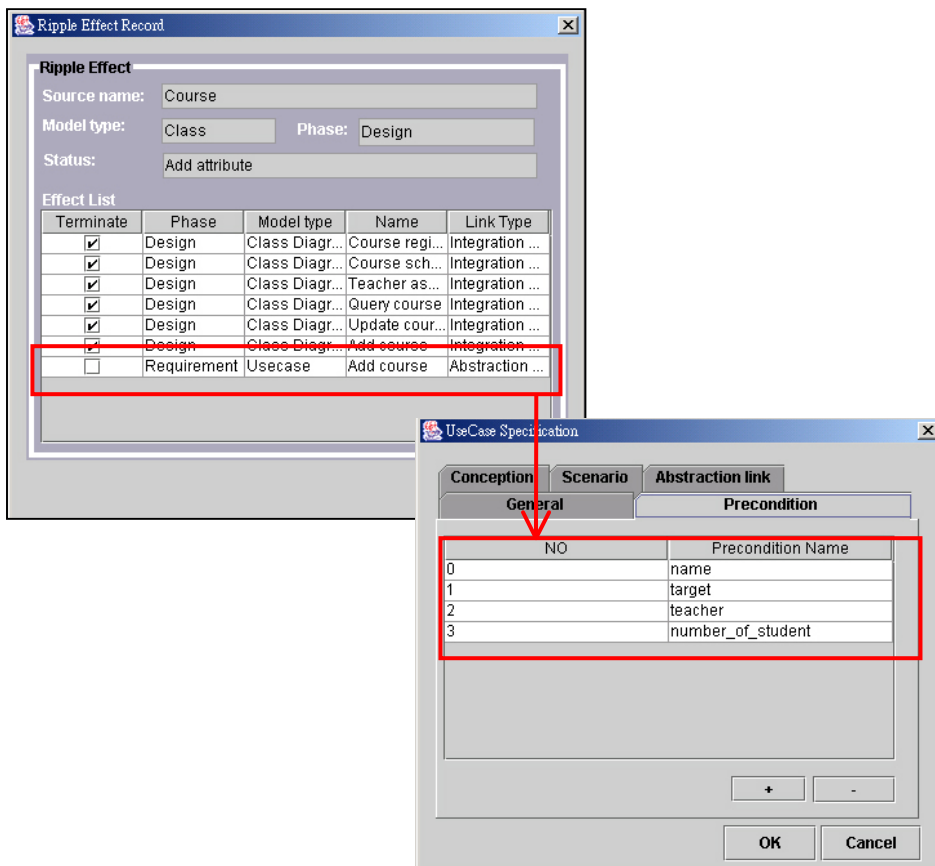 Ripple Effect Record
Ripple Effect
Source name: Course
Model type: Class Phase: Design
Status: Add attribute
Effect List
Terminate Phase Model type Name Link Type
Design Class Diagr... Course regi... Integration ...
Design Class Diagr... Course sch... Integration ...
Design Class Diagr... Teacher as... Integration ...
Design Class Diagr... Query course Integration ...
Design Class Diagr... Update cour... Integration ...
Design Class Diagr... Add course Integration ...
Requirement Usecase Add course Abstraction ...
UseCase Specification
Conception Scenario Abstraction link
General Precondition
NO Precondition Name
0 name
1 target
2 teacher
3 number_of_student
+ -
OK Cancel